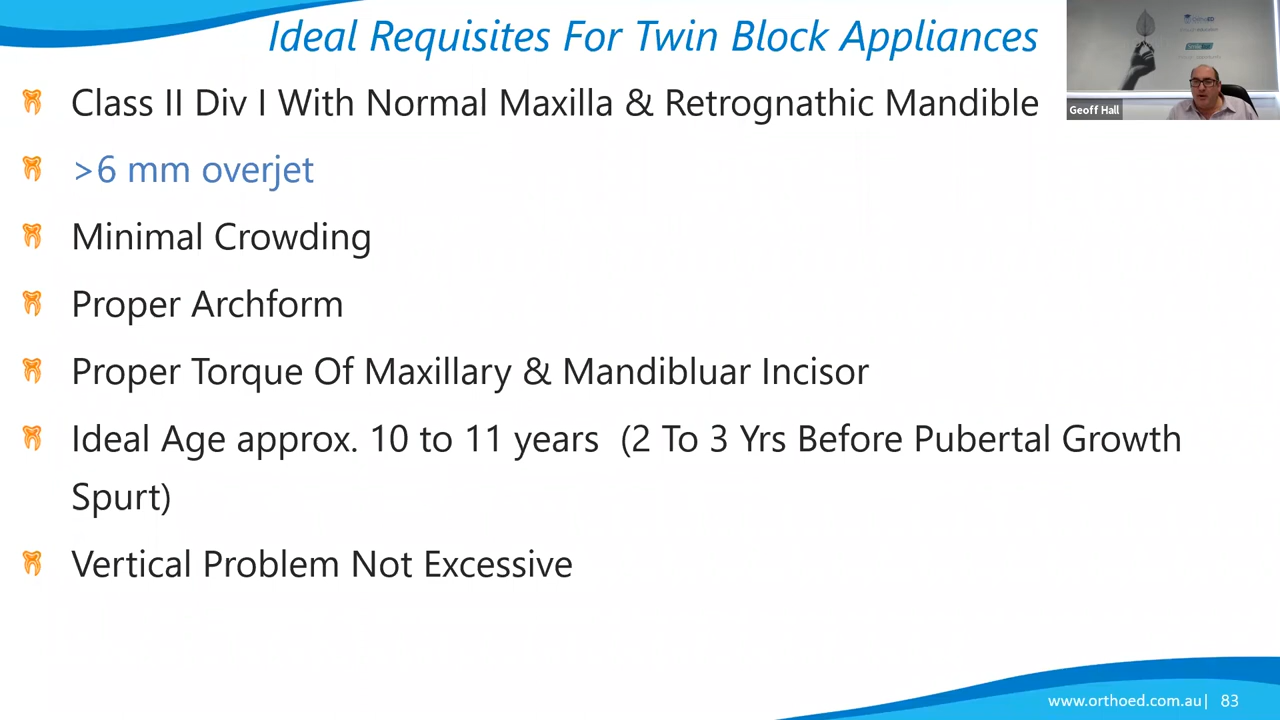 Ideal Requisites For Twin Block Appliances
Class II Div I With Normal Maxilla & Retrognathic Mandible
>6 mm overjet
Minimal Crowding
Proper Archform
Proper Torque Of Maxillary & Mandibluar Incisor
Ideal Age approx. 10 to 11 years (2 To 3 Yrs Before Pubertal Growth
Spurt)
Vertical Problem Not Excessive
Geoff Hall
www.orthoed.com.au| 83